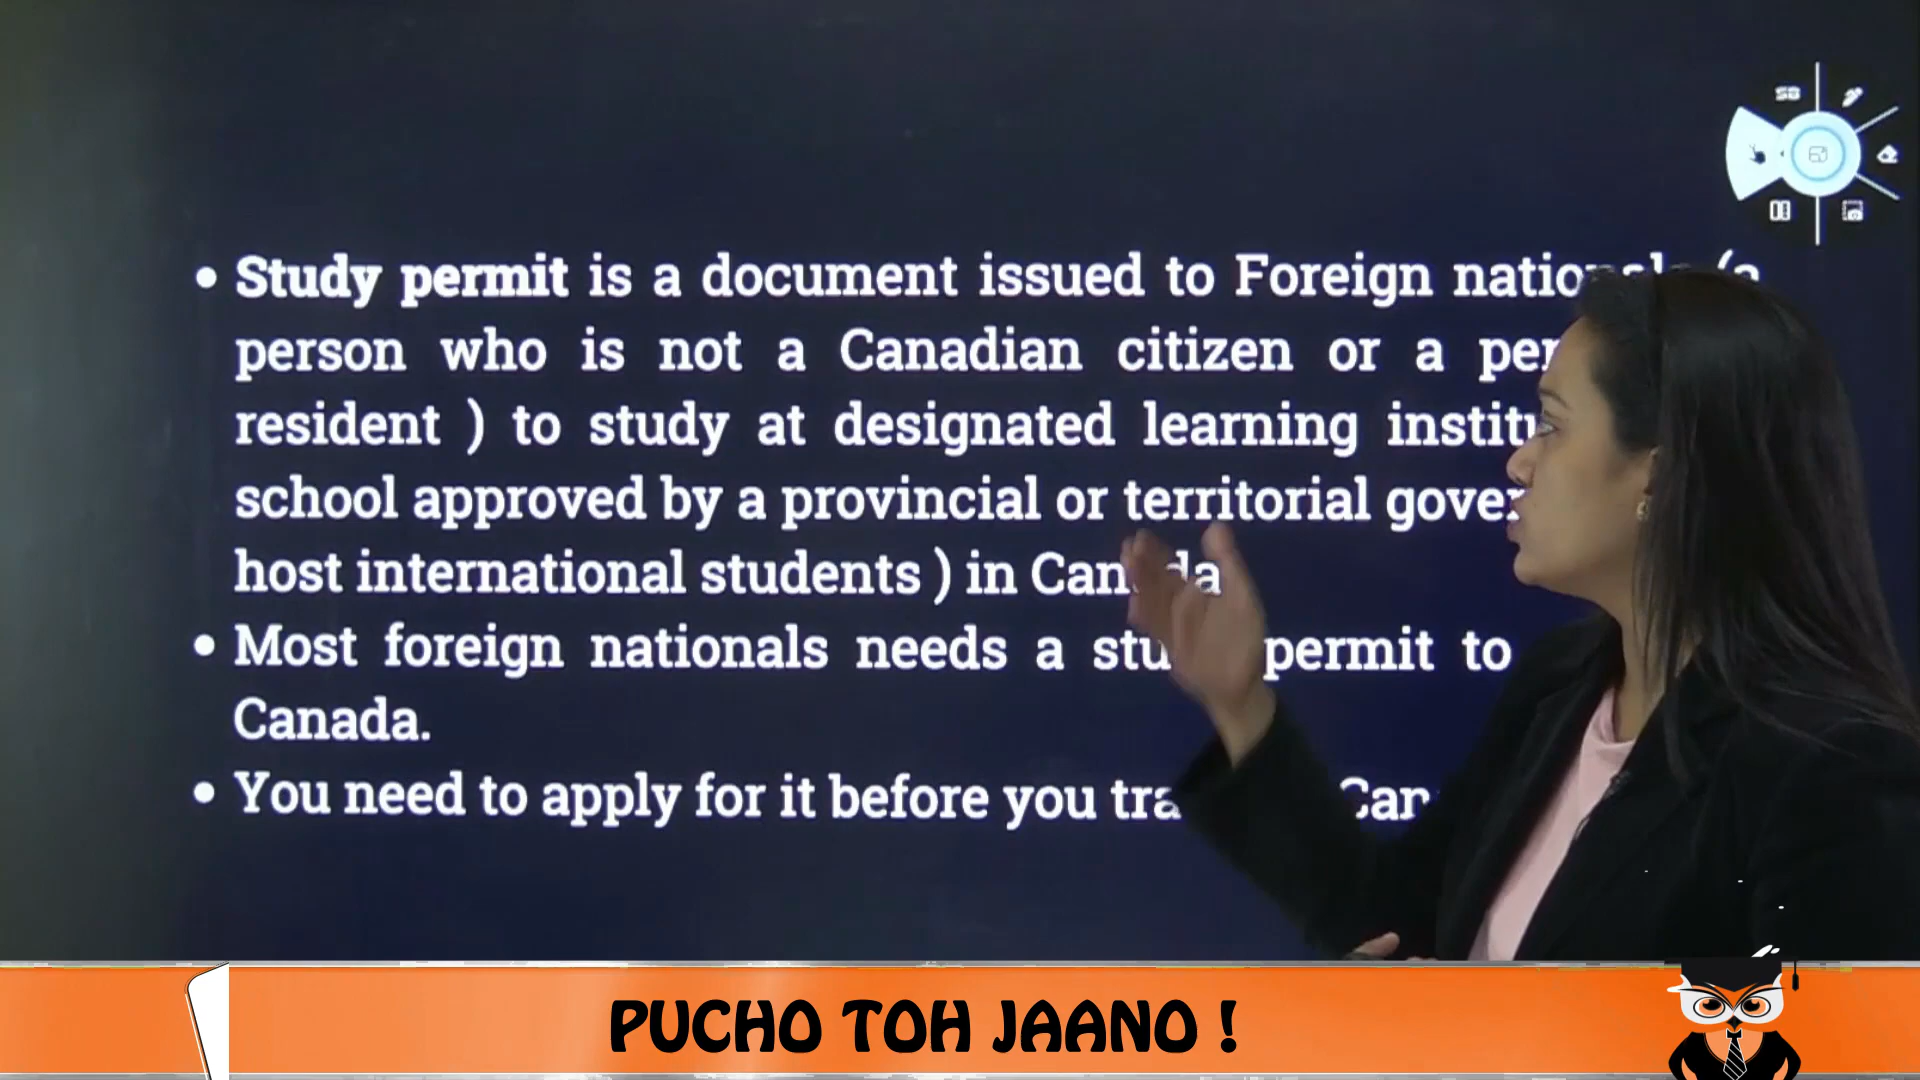 • Study permit is a document issued to Foreign (a
person who is not a Canadian citizen or a
resident ) to study at designated learning
school approved by a provincial or territorial
host international students ) in Canada
• Most foreign nationals needs a permit to
Canada.
• You need to apply for it before you
PUCHO TOH JAANO !